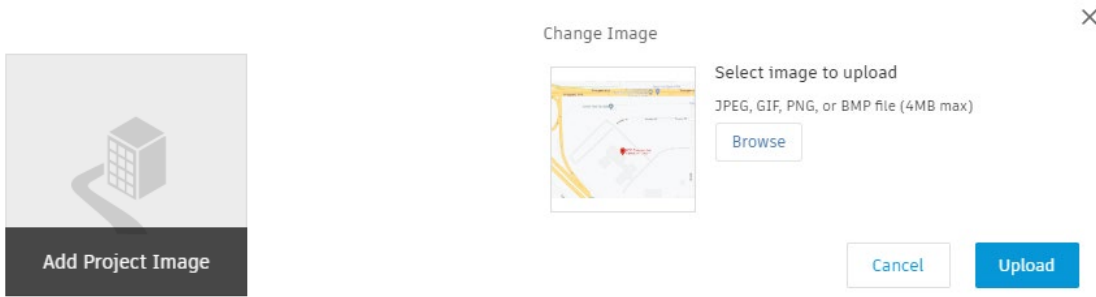 Change Image
Select image to upload
JPEG, GIF, PNG, or BMP file (4MB max)
Browse
Add Project Image
Cancel
Upload